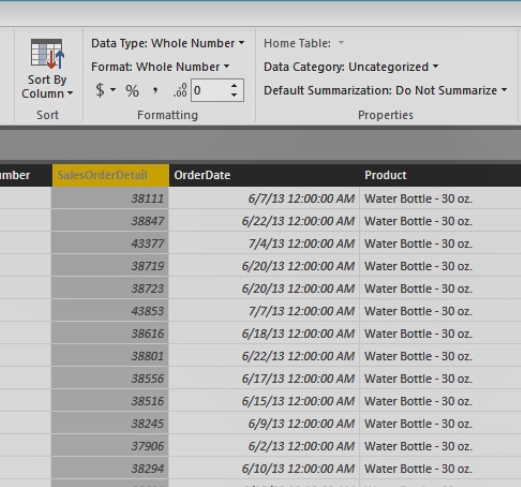 Data Type: Whole Number
Home Table:
Format: Whole Number
Data Category: Uncategorized
Sort By
Column
$ % , .00 0
Default Summarization: Do Not Summarize
Sort
Formatting
Properties
mber SalesOrderDetail OrderDate Product
38111 6/7/13 12:00:00 AM Water Bottle - 30 oz.
38847 6/22/13 12:00:00 AM Water Bottle - 30 oz.
43377 7/4/13 12:00:00 AM Water Bottle - 30 oz.
38719 6/20/13 12:00:00 AM Water Bottle - 30 oz.
38723 6/20/13 12:00:00 AM Water Bottle - 30 oz.
43853 7/7/13 12:00:00 AM Water Bottle - 30 oz.
38616 6/18/13 12:00:00 AM Water Bottle - 30 oz.
38801 6/22/13 12:00:00 AM Water Bottle - 30 oz.
38556 6/17/13 12:00:00 AM Water Bottle - 30 oz.
38516 6/15/13 12:00:00 AM Water Bottle - 30 oz.
38245 6/9/13 12:00:00 AM Water Bottle - 30 oz.
37906 6/2/13 12:00:00 AM Water Bottle - 30 oz.
38294 6/10/13 12:00:00 AM Water Bottle - 30 oz.